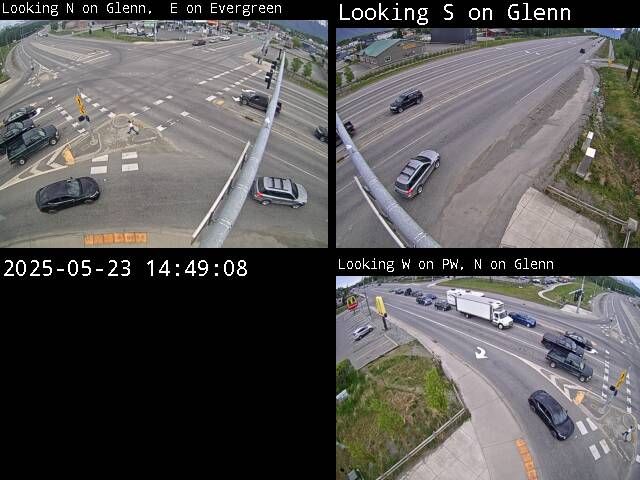 Looking N on Glenn, E on Evergreen
Looking S on Glenn
2025-05-23 14:49:08
Looking W on PW, N on Glenn